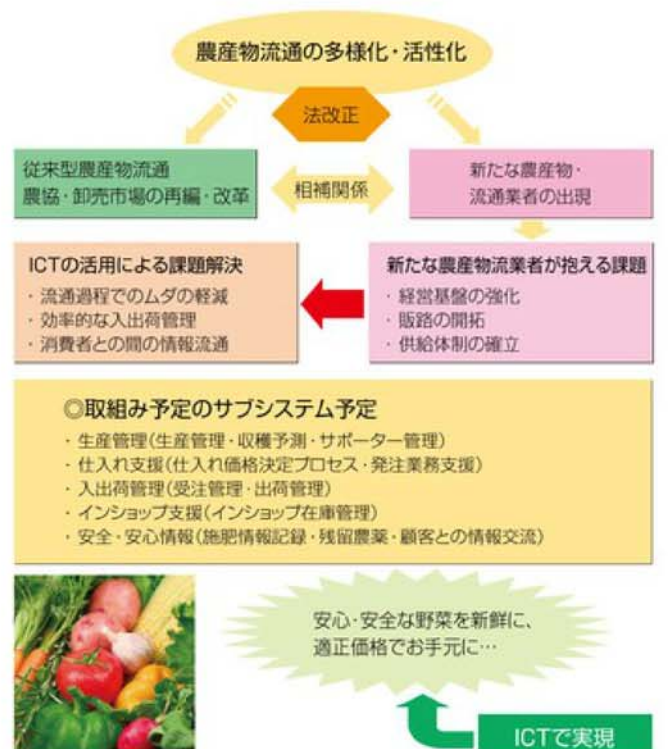 農産物流通の多様化・活性化
法改正
従来型農産物流通
農協・卸売市場の再編・改革
相補関係
新たな農産物・
流通業者の出現
ICTの活用による課題解決
・流通過程でのムダの軽減
・効率的な入出荷管理
・消費者との間の情報流通
新たな農産物流業者が抱える課題
・経営基盤の強化
・販路の開拓
・供給体制の確立
◎取組み予定のサブシステム予定
・生産管理(生産管理・収穫予測・サポーター管理)
・仕入れ支援(仕入れ価格決定プロセス・発注業務支援)
・入出荷管理(受注管理・出荷管理)
・インショップ支援(インショップ在庫管理)
・安全・安心情報(施肥情報記録・残留農薬・顧客との情報交流)
安心・安全な野菜を新鮮に、
適正価格でお手元に…
ICTで実現